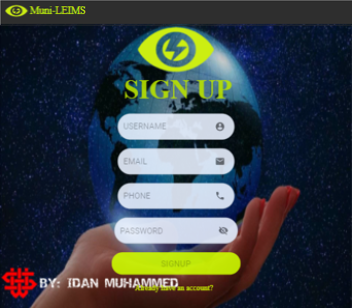 Muni-LEIMS
SIGN UP
USERNAME
EMAIL
PHONE
PASSWORD
SIGNUP
Already have an account?
BY: IDAN MUHAMMED